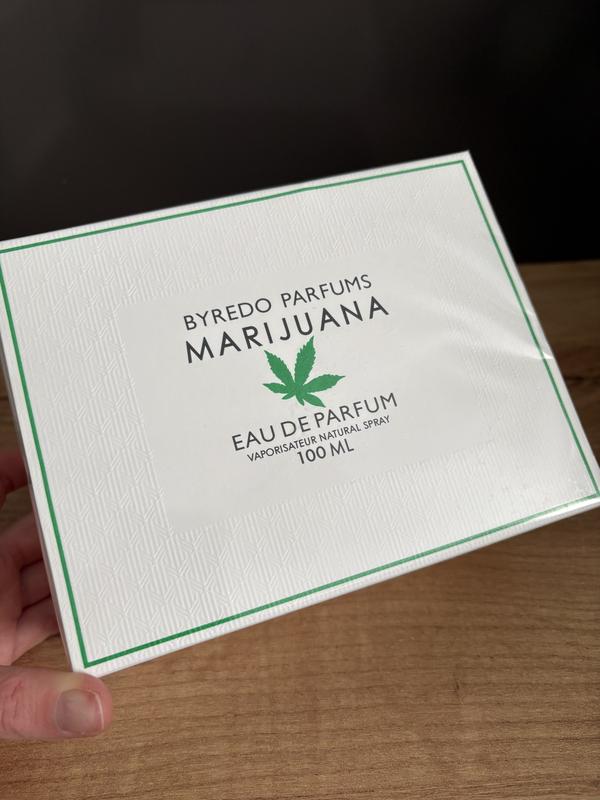 BYREDO PARFUMS
MARIJUANA
EAU DE PARFUM
VAPORISATEUR NATURAL SPRAY
100 ML